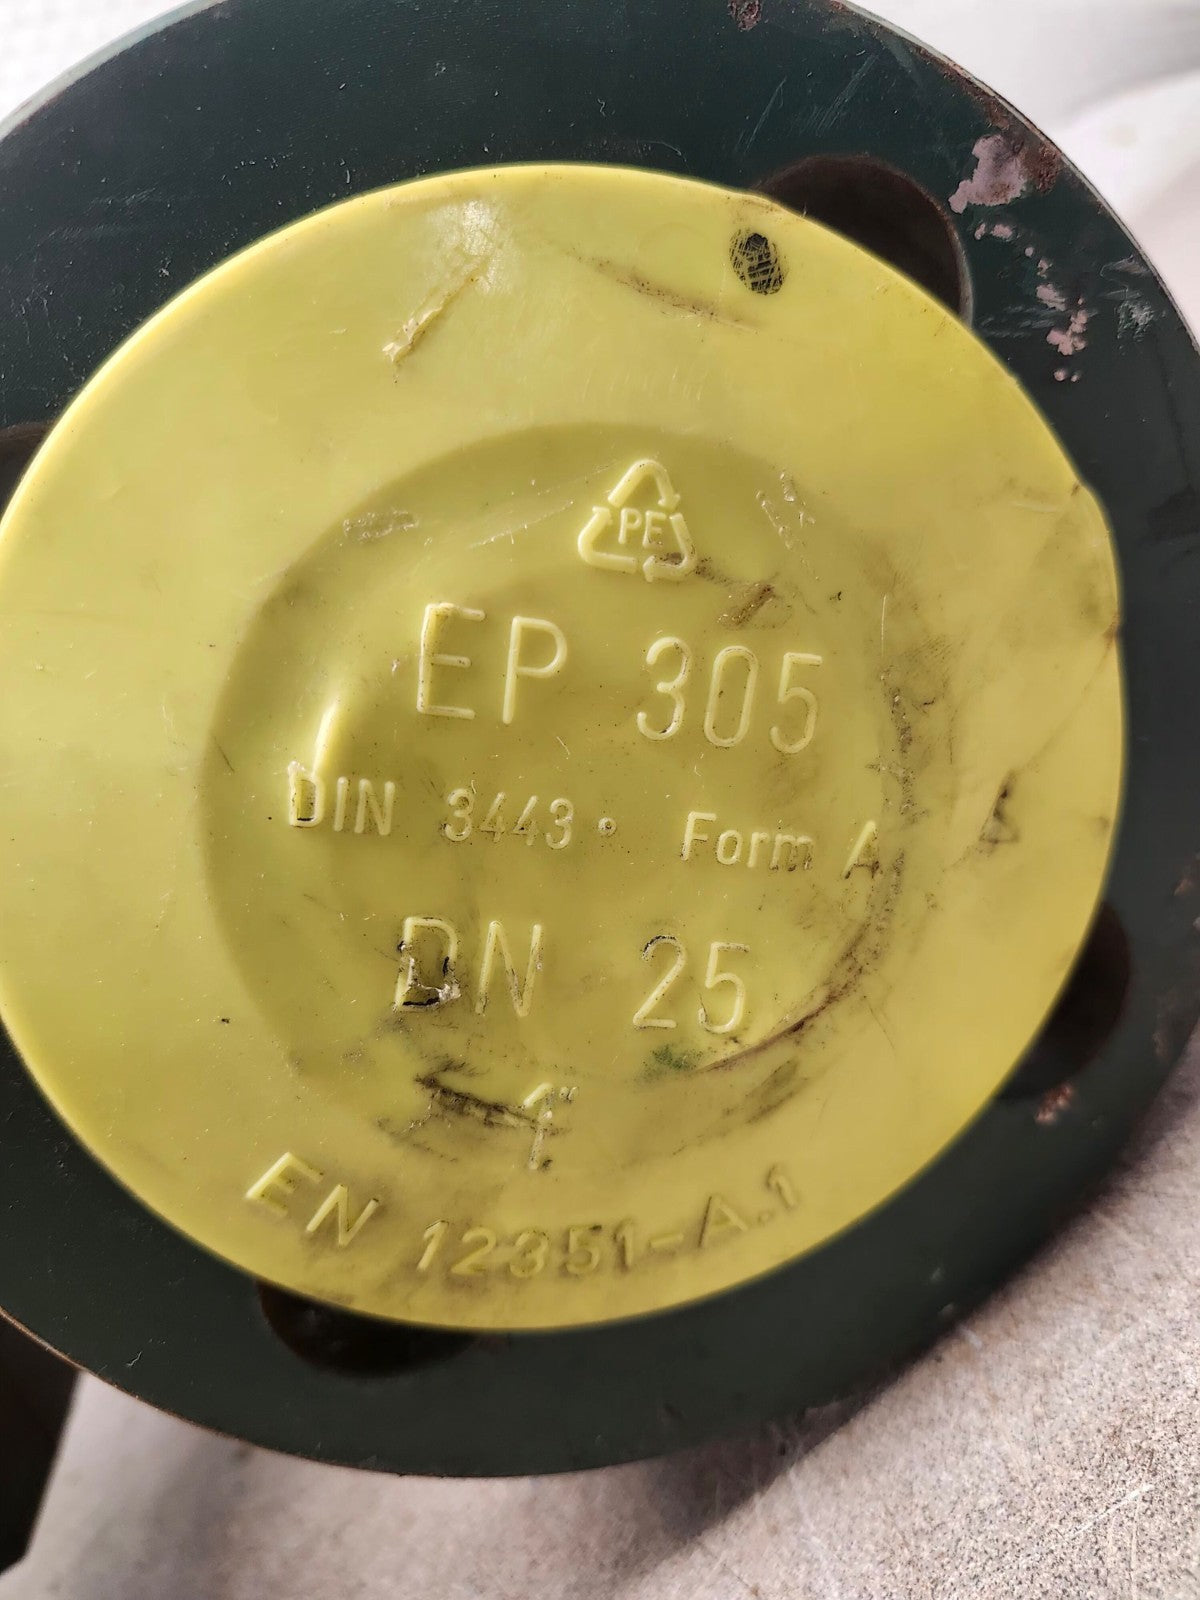 PE
EP 305
DIN 3443 ° Form A
DN 25
1"
EN 12351-A.1